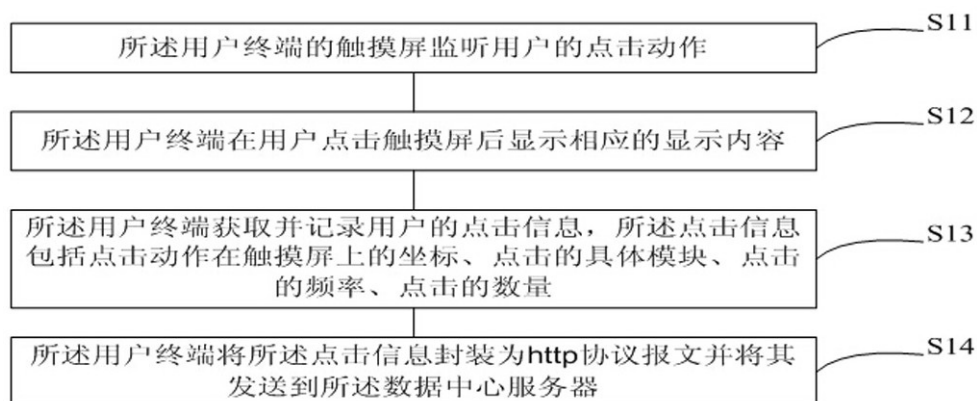 S11
所述用户终端的触摸屏监听用户的点击动作
S12
所述用户终端在用户点击触摸屏后显示相应的显示内容
所述用户终端获取并记录用户的点击信息，所述点击信息
包括点击动作在触摸屏上的坐标、点击的具体模块、点击
的频率、点击的数量
S13
所述用户终端将所述点击信息封装为http协议报文并将其
发送到所述数据中心服务器
S14